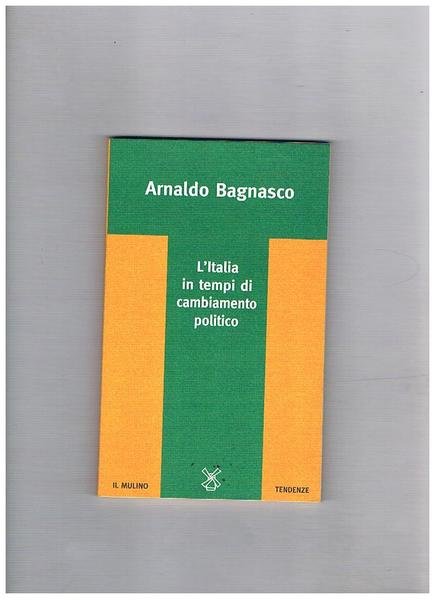 Arnaldo Bagnasco
L'Italia
in tempi di
cambiamento
politico
IL MULINO
TENDENZE